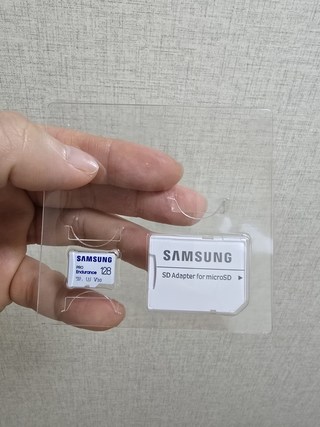 SAMSUNG
PRO
Endurance 128
SAMSUNG
SD Adapter for microSD